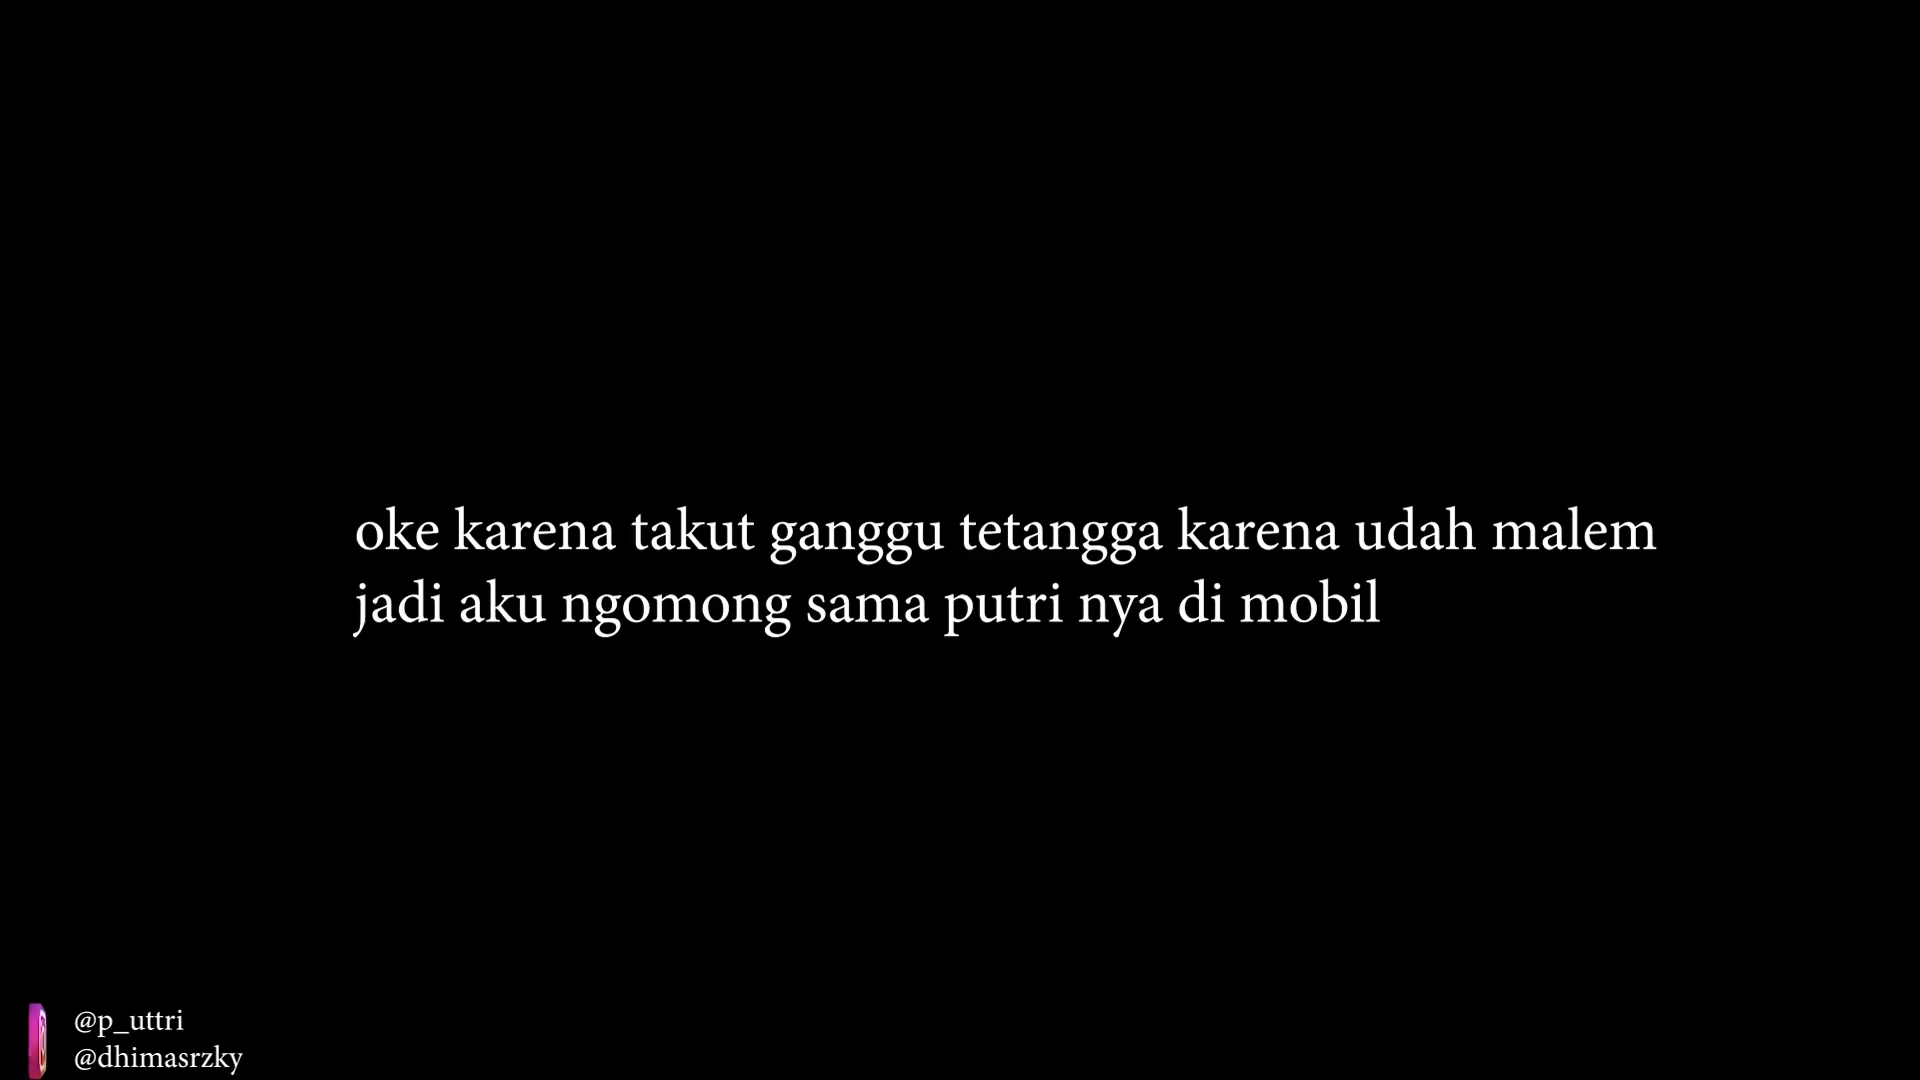 oke karena takut ganggu tetangga karena udah malem
jadi aku ngomong sama putri nya di mobil
@p_uttri
@dhimasrzky